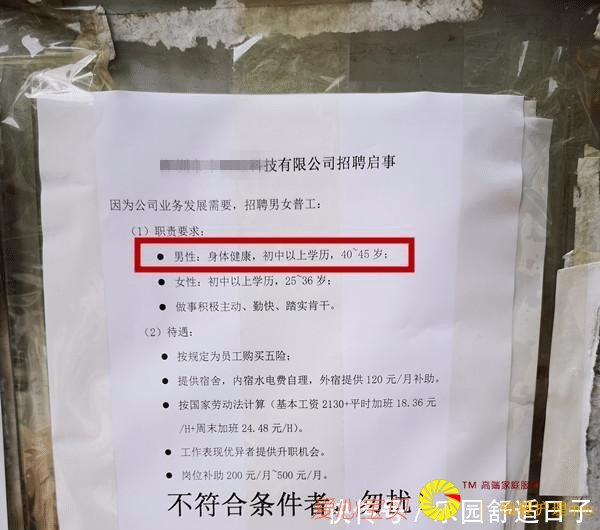 科技有限公司招聘启事
因为公司业务发展需要，招聘男女普工：
（1）职责要求：
● 男性：身体健康，初中以上学历，40~45 岁；
● 女性：初中以上学历，25~36 岁；
● 做事积极主动、勤快、踏实肯干。
（2）待遇：
● 按规定为员工购买五险；
● 提供宿舍，内宿水电费自理，外宿提供 120 元/月补助。
● 按国家劳动法计算（基本工资 2130+平时加班 18.36 元
/H+周末加班 24.48 元/H）。
● 工作表现优异者提供升职机会。
● 岗位补助 200 元/月~500 元/月。
TM 高端家庭服
不符合条件者，勿扰
快传号/乐园舒适日子